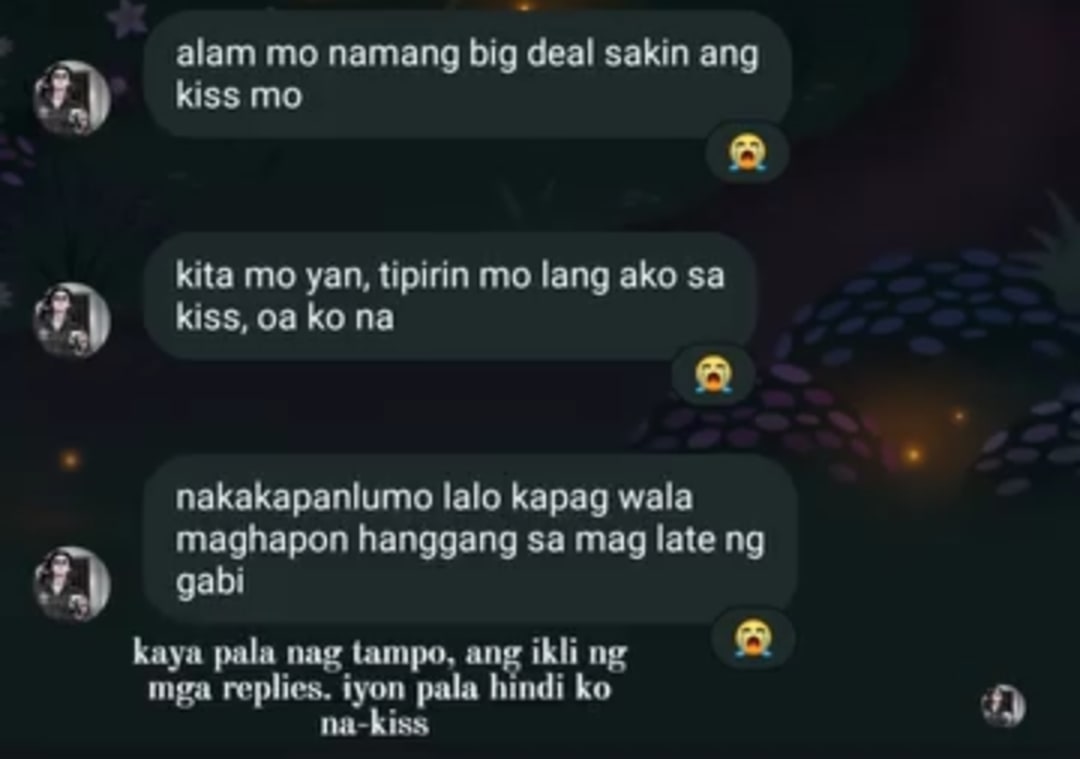 alam mo namang big deal sakin ang
kiss mo
😭
kita mo yan, tipirin mo lang ako sa
kiss, oa ko na
😭
nakakapanlumo lalo kapag wala
maghapon hanggang sa mag late ng
gabi
😭
kaya pala nag tampo, ang ikli ng
mga replies. iyon pala hindi ko
na-kiss